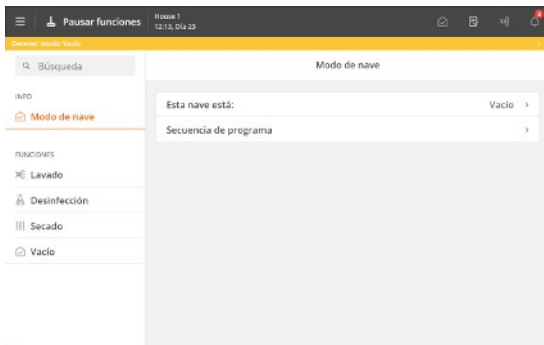 Pausar funciones
House 1
12:13, Día 23
3
Detener modo: Vacío
Búsqueda
Modo de nave
INFO
Modo de nave
Esta nave está: Vacío
Secuencia de programa
FUNCIONES
Lavado
Desinfección
Secado
Vacío